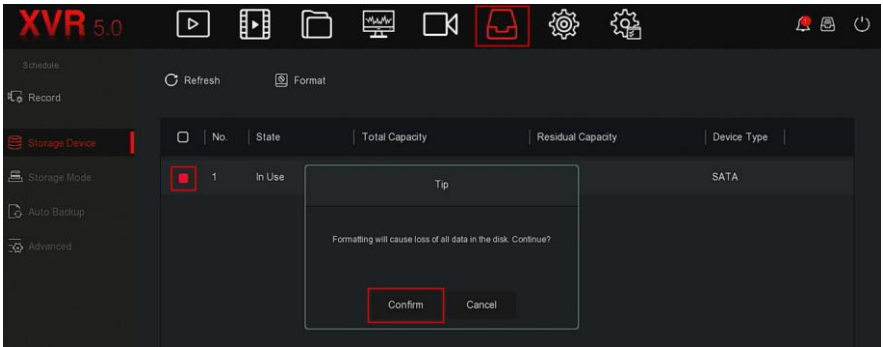 XVR 5.0
Schedule
Refresh
Format
Record
Storage Device
No.
State
Total Capacity
Residual Capacity
Device Type
Storage Mode
1
In Use
SATA
Tip
Auto Backup
Advanced
Formatting will cause loss of all data in the disk. Continue?
Confirm
Cancel